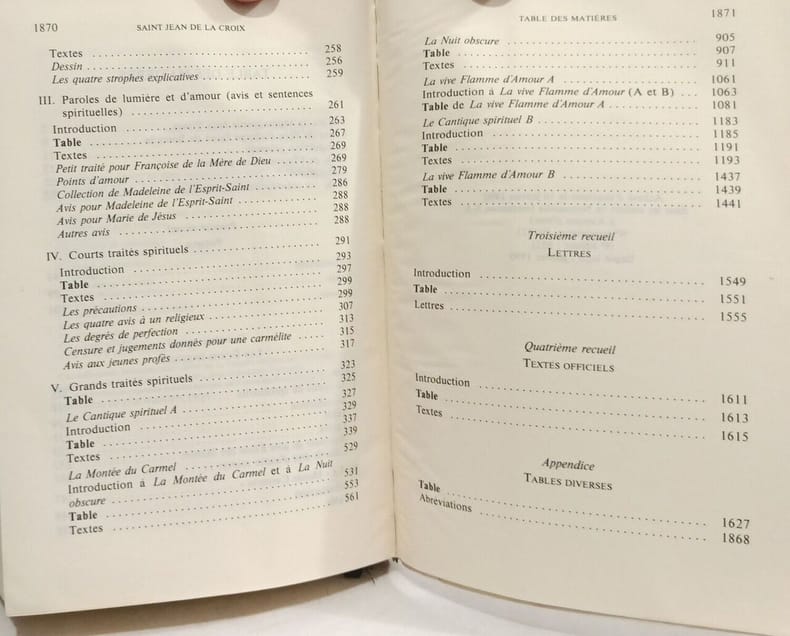 1870 SAINT JEAN DE LA CROIX
Textes 258
Dessin 256
Les quatre strophes explicatives 259
III. Paroles de lumière et d'amour (avis et sentences
spirituelles) 261
Introduction 263
Table 267
Textes 269
Petit traité pour Françoise de la Mère de Dieu 269
Points d'amour 279
Collection de Madeleine de l'Esprit-Saint 286
Avis pour Madeleine de l'Esprit-Saint 288
Avis pour Marie de Jésus 288
Autres avis 288
IV. Courts traités spirituels 291
Introduction 293
Table 297
Textes 299
Les précautions 299
Les quatre avis à un religieux 307
Les degrés de perfection 313
Censure et jugements donnés pour une carmélite 315
Avis aux jeunes profès 317
V. Grands traités spirituels 323
Table 325
Le Cantique spirituel A 327
Introduction 329
Table 337
Textes 339
La Montée du Carmel 529
Introduction à La Montée du Carmel et à La Nuit
obscure 531
Table 553
Textes 561
TABLE DES MATIÈRES 1871
La Nuit obscure 905
Table 907
Textes 911
La vive Flamme d'Amour A 1061
Introduction à La vive Flamme d'Amour (A et B) 1063
Table de La vive Flamme d'Amour A 1081
Le Cantique spirituel B 1183
Introduction 1185
Table 1191
Textes 1193
La vive Flamme d'Amour B 1437
Table 1439
Textes 1441
Troisième recueil
LETTRES
Introduction 1549
Table 1551
Lettres 1555
Quatrième recueil
TEXTES OFFICIELS
Introduction 1611
Table 1613
Textes 1615
Appendice
TABLES DIVERSES
Table 1627
Abréviations 1868